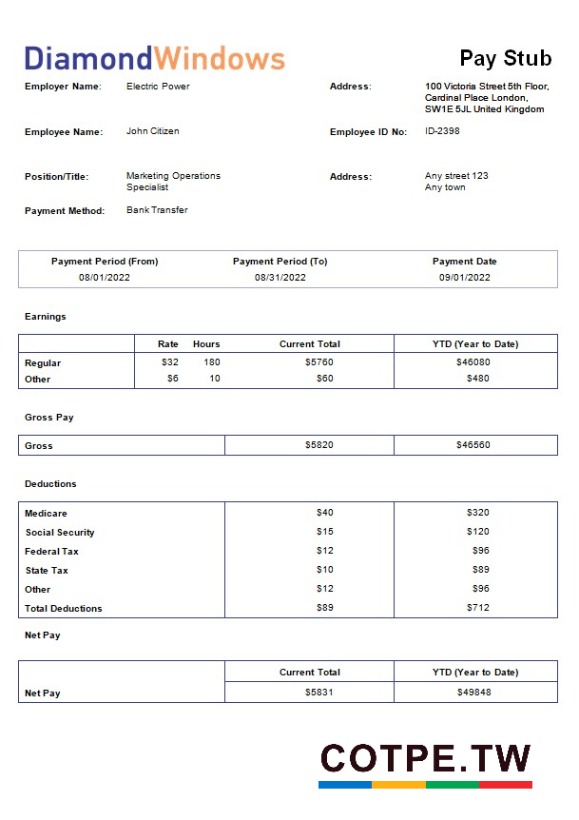 DiamondWindows
Pay Stub
Employer Name: Electric Power Address: 100 Victoria Street 5th Floor,
Cardinal Place London,
SW1E 5JL United Kingdom
Employee Name: John Citizen Employee ID No: ID-2398
Position/Title: Marketing Operations Address: Any street 123
Specialist Any town
Payment Method: Bank Transfer
Payment Period (From) Payment Period (To) Payment Date
08/01/2022 08/31/2022 09/01/2022
Earnings
Rate Hours Current Total YTD (Year to Date)
Regular $32 180 $5760 $46080
Other $6 10 $60 $480
Gross Pay
Gross $5820 $46560
Deductions
Medicare $40 $320
Social Security $15 $120
Federal Tax $12 $96
State Tax $10 $89
Other $12 $96
Total Deductions $89 $712
Net Pay
Current Total YTD (Year to Date)
Net Pay $5831 $49848
COTPE.TW